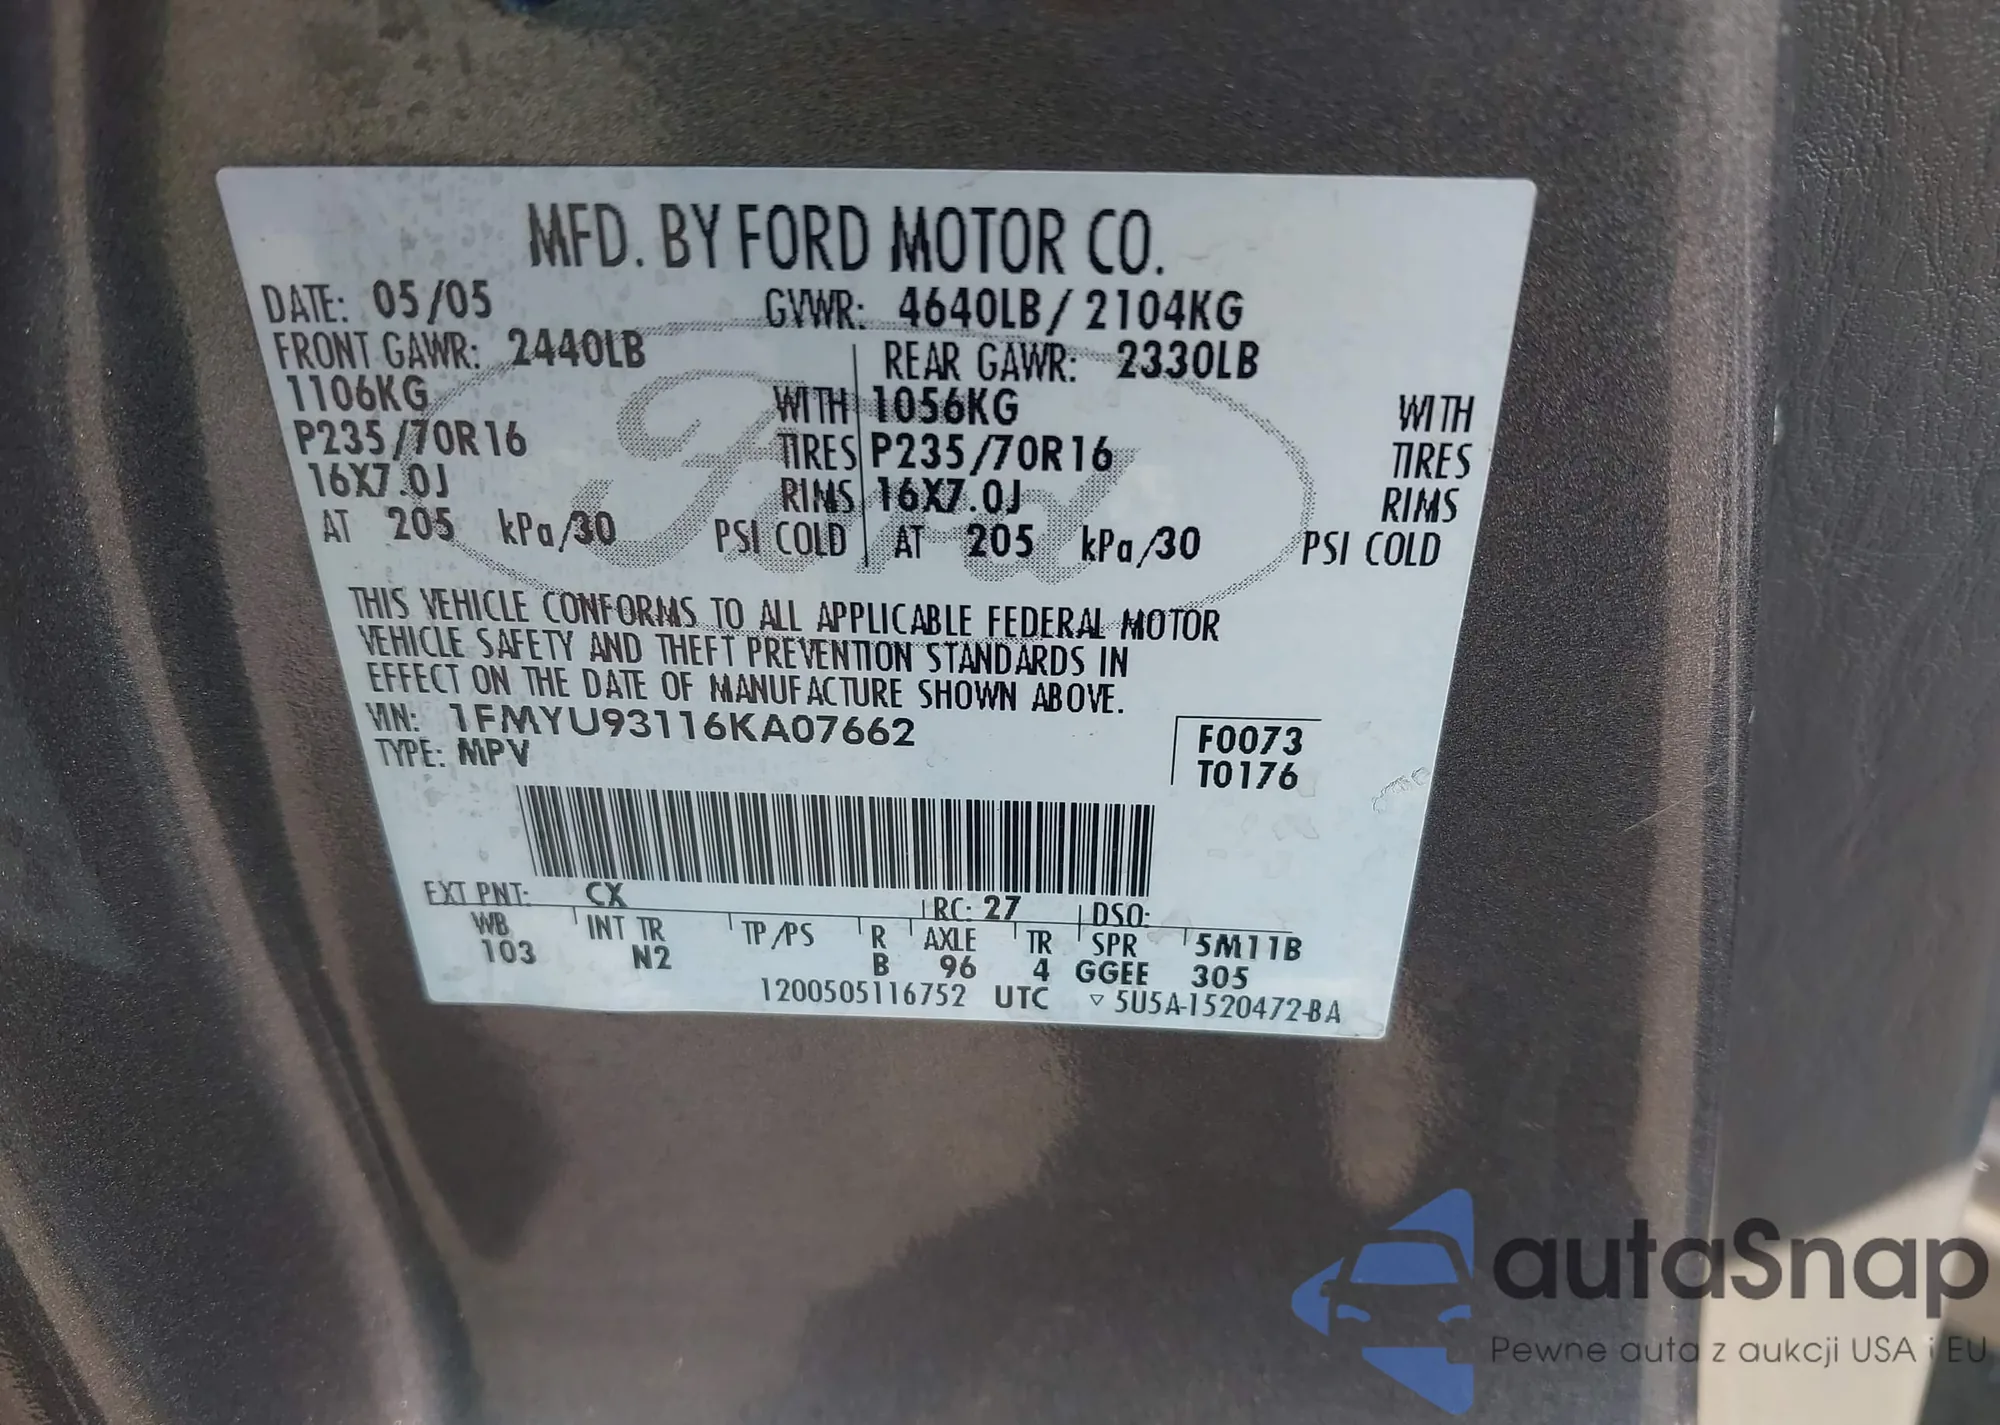 MFD. BY FORD MOTOR CO.
DATE: 05/05 GVWR: 4640LB/2104KG
FRONT GAWR: 2440LB REAR GAWR: 2330LB
1106KG WITH 1056KG WITH
P235/70R16 TIRES P235/70R16 TIRES
16X7.0J RIMS 16X7.0J RIMS
AT 205 kPa/30 PSI COLD AT 205 kPa/30 PSI COLD
Ford
THIS VEHICLE CONFORMS TO ALL APPLICABLE FEDERAL MOTOR
VEHICLE SAFETY AND THEFT PREVENTION STANDARDS IN
EFFECT ON THE DATE OF MANUFACTURE SHOWN ABOVE.
VIN: 1FMYU93116KA07662 F0073
TYPE: MPV T0176
EXT PNT: CX RC: 27 DSO:
WB INT TR TP/PS R AXLE TR SPR 5M11B
103 N2 B 96 4 GGEE 305
1200505116752 UTC ▽ 5U5A-1520472-BA
autaSnap
Pewne auta z aukcji USA i EU